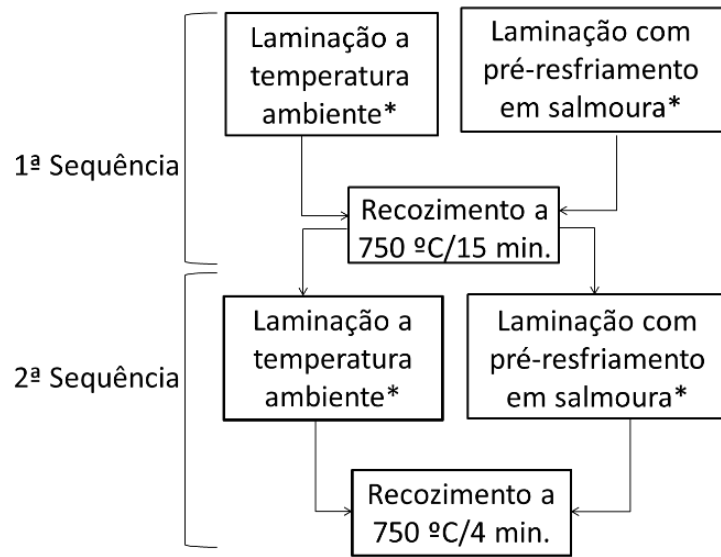 Laminação a
temperatura
ambiente*
Laminação com
pré-resfriamento
em salmoura*
1ª Sequência
Recozimento a
750 ºC/15 min.
Laminação a
temperatura
ambiente*
Laminação com
pré-resfriamento
em salmoura*
2ª Sequência
Recozimento a
750 ºC/4 min.